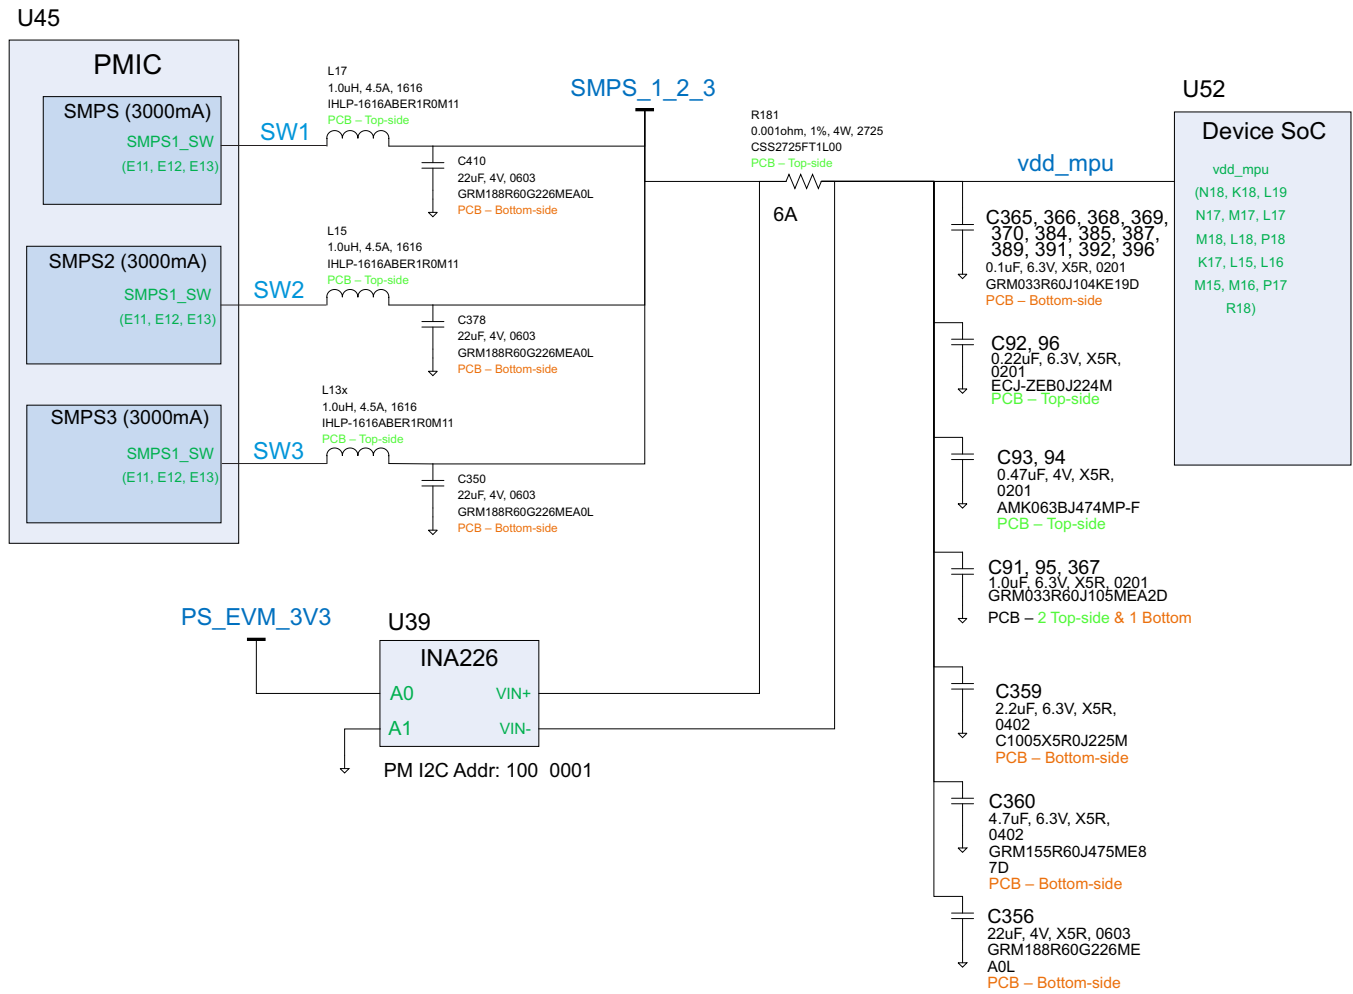 U45
PMIC
SMPS (3000mA)
SMPS1_SW
(E11, E12, E13)
SW1
L17
1.0uH, 4.5A, 1616
IHLP-1616ABER1R0M11
PCB – Top-side
C410
22uF, 4V, 0603
GRM188R60G226MEA0L
PCB – Bottom-side
SMPS2 (3000mA)
SMPS1_SW
(E11, E12, E13)
SW2
L15
1.0uH, 4.5A, 1616
IHLP-1616ABER1R0M11
PCB – Top-side
C378
22uF, 4V, 0603
GRM188R60G226MEA0L
PCB – Bottom-side
SMPS3 (3000mA)
SMPS1_SW
(E11, E12, E13)
SW3
L13x
1.0uH, 4.5A, 1616
IHLP-1616ABER1R0M11
PCB – Top-side
C350
22uF, 4V, 0603
GRM188R60G226MEA0L
PCB – Bottom-side
SMPS_1_2_3
R181
0.001ohm, 1%, 4W, 2725
CSS2725FT1L00
PCB – Top-side
6A
vdd_mpu
U52
Device SoC
vdd_mpu
(N18, K18, L19
N17, M17, L17
M18, L18, P18
K17, L15, L16
M15, M16, P17
R18)
C365, 366, 368, 369,
370, 384, 385, 387,
389, 391, 392, 396
0.1uF, 6.3V, X5R, 0201
GRM033R60J104KE19D
PCB – Bottom-side
C92, 96
0.22uF, 6.3V, X5R,
0201
ECJ-ZEB0J224M
PCB – Top-side
C93, 94
0.47uF, 4V, X5R,
0201
AMK063BJ474MP-F
PCB – Top-side
C91, 95, 367
1.0uF, 6.3V, X5R, 0201
GRM033R60J105MEA2D
PCB – 2 Top-side & 1 Bottom
C359
2.2uF, 6.3V, X5R,
0402
C1005X5R0J225M
PCB – Bottom-side
C360
4.7uF, 6.3V, X5R,
0402
GRM155R60J475ME8
7D
PCB – Bottom-side
C356
22uF, 4V, X5R, 0603
GRM188R60G226ME
A0L
PCB – Bottom-side
PS_EVM_3V3
U39
INA226
A0
VIN+
A1
VIN-
PM I2C Addr: 100 0001